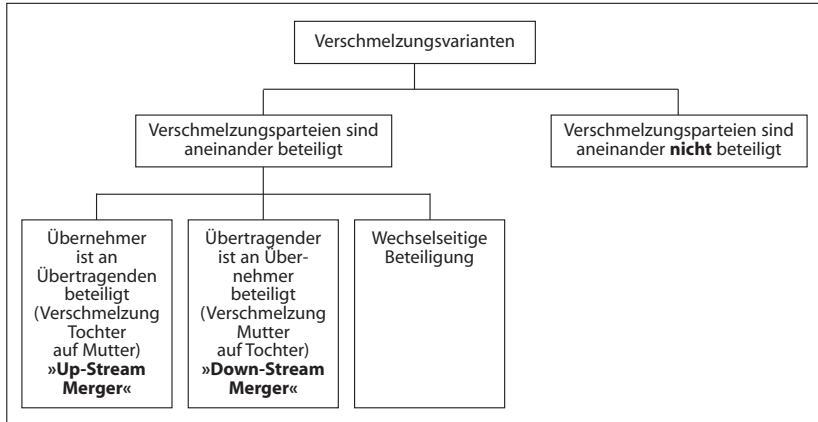 Verschmelzungsvarianten
Verschmelzungsparteien sind
aneinander beteiligt
Verschmelzungsparteien sind
aneinander nicht beteiligt
Übernehmer
ist an
Übertragenden
beteiligt
(Verschmelzung
Tochter
auf Mutter)
»Up-Stream
Merger«
Übertragender
ist an Über-
nehmer
beteiligt
(Verschmelzung
Mutter
auf Tochter)
»Down-Stream
Merger«
Wechselseitige
Beteiligung